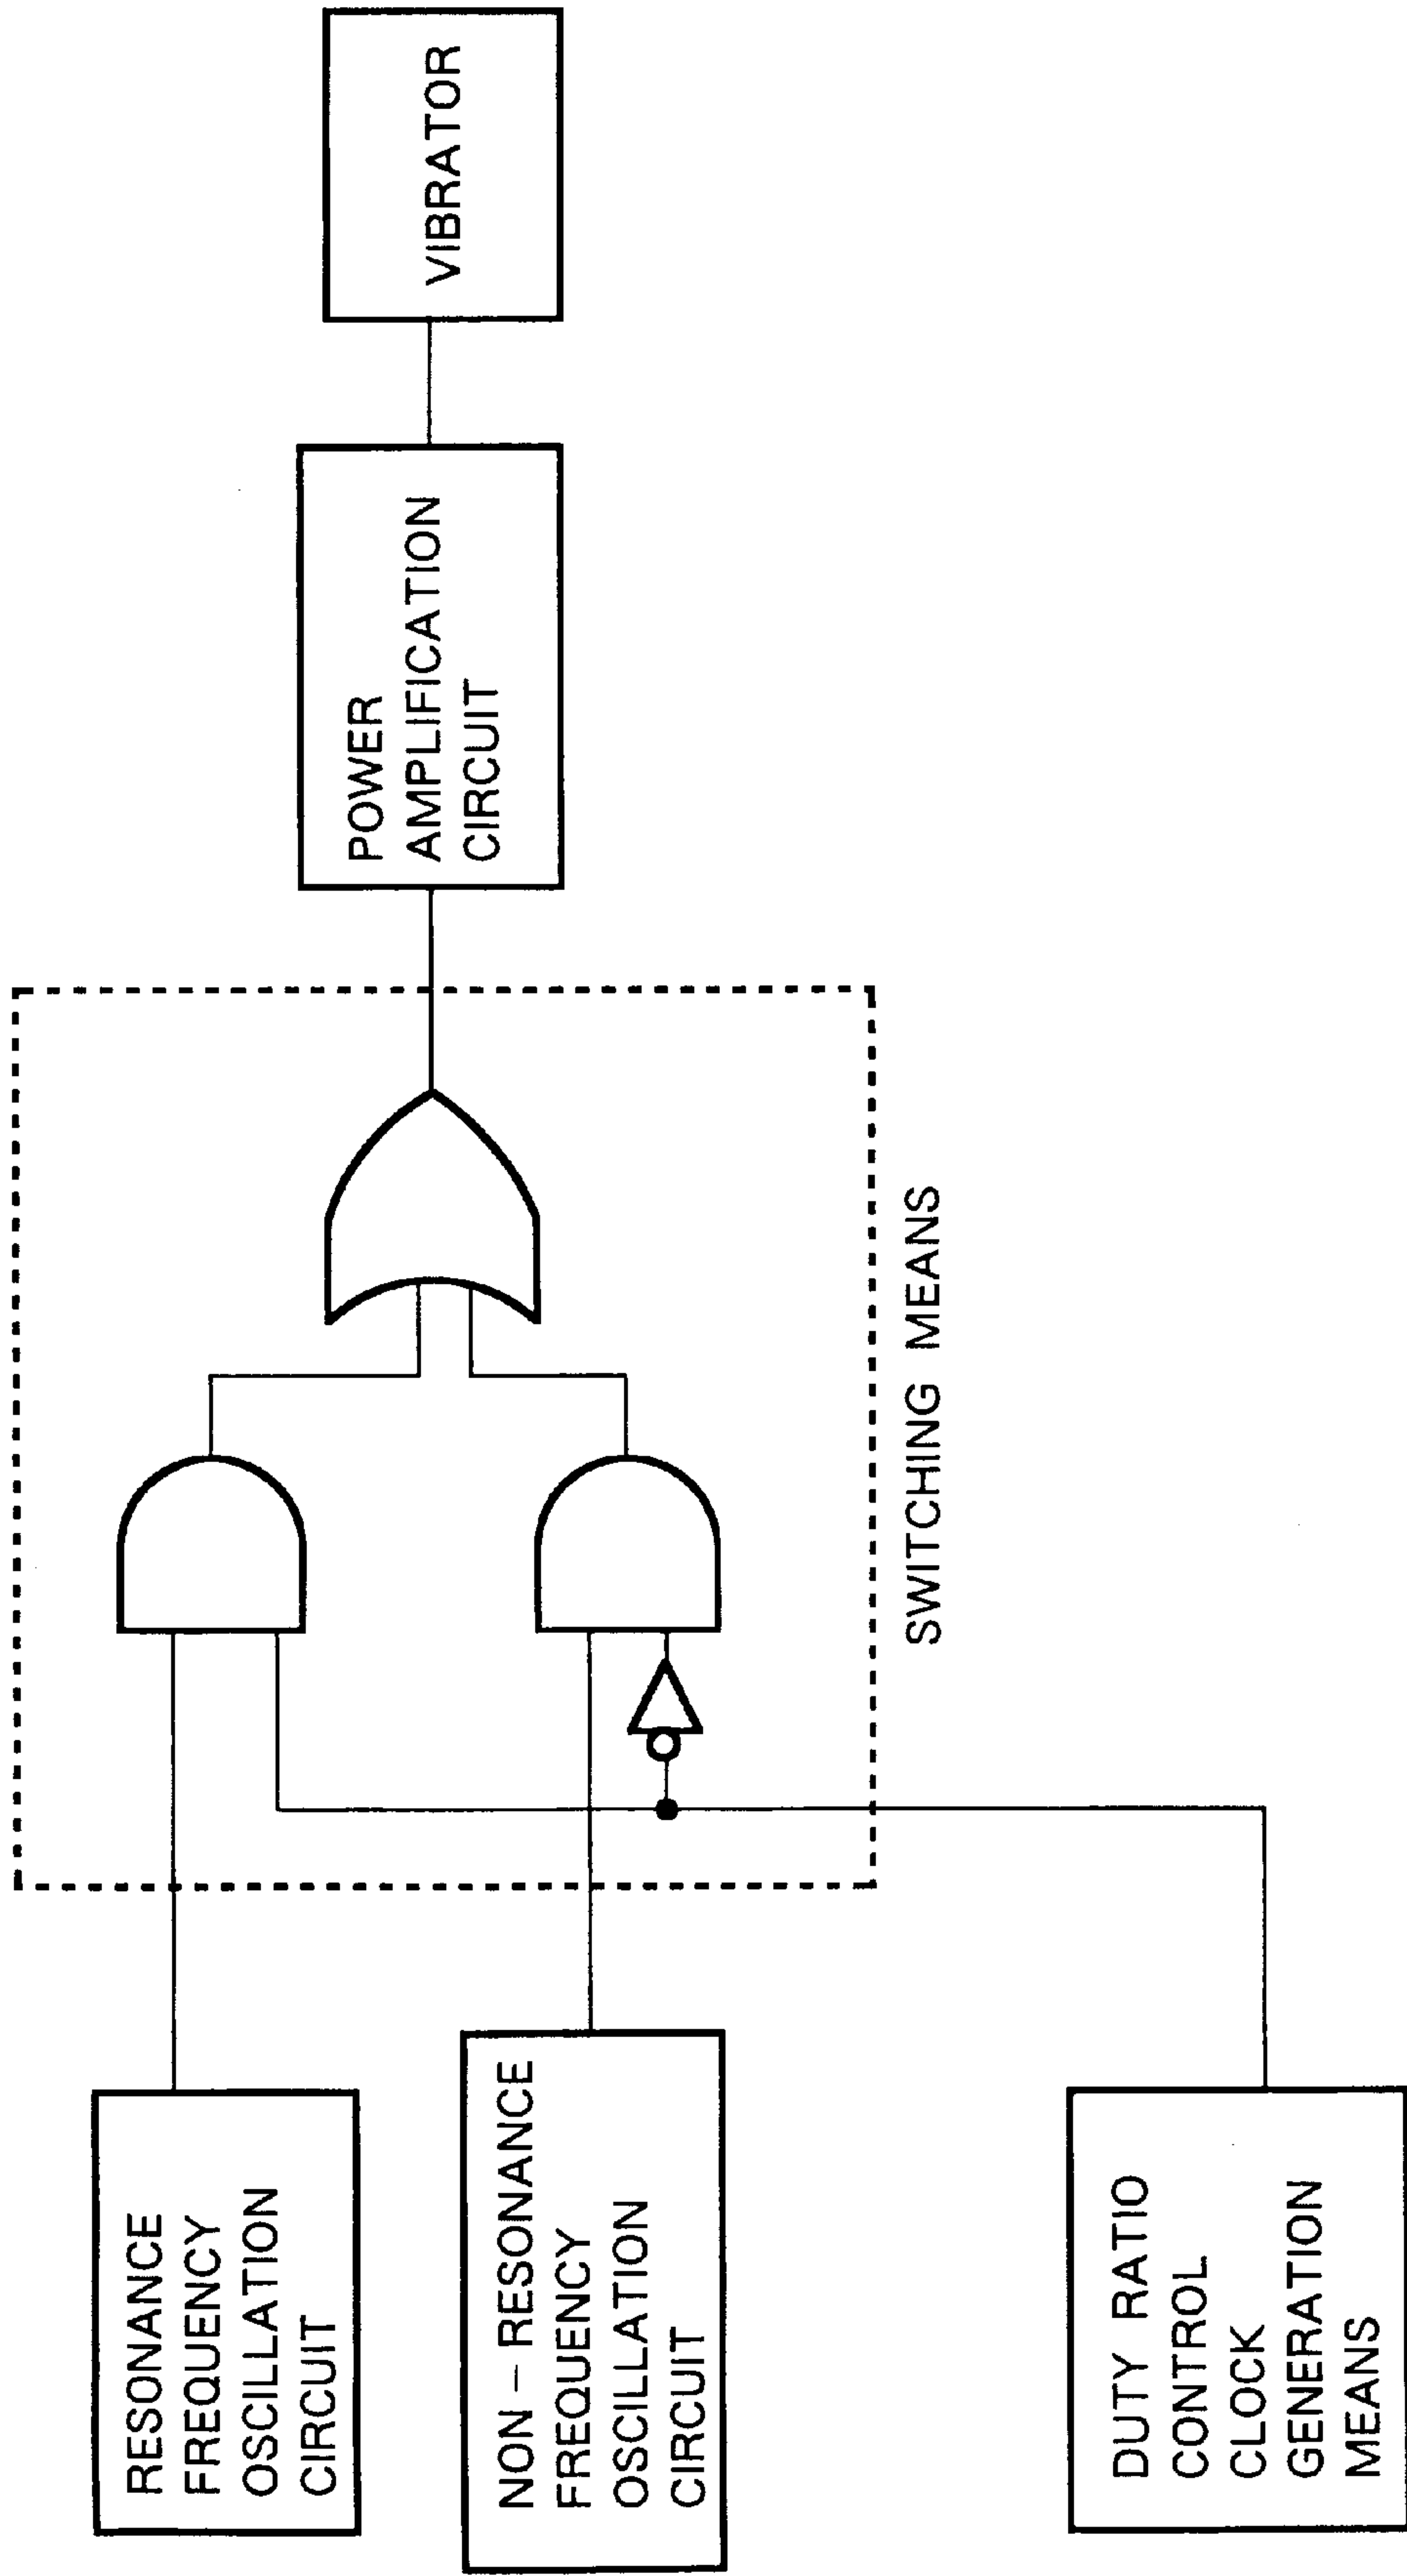 RESONANCE
FREQUENCY
OSCILLATION
CIRCUIT
NON – RESONANCE
FREQUENCY
OSCILLATION
CIRCUIT
DUTY RATIO
CONTROL
CLOCK
GENERATION
MEANS
SWITCHING MEANS
POWER
AMPLIFICATION
CIRCUIT
VIBRATOR